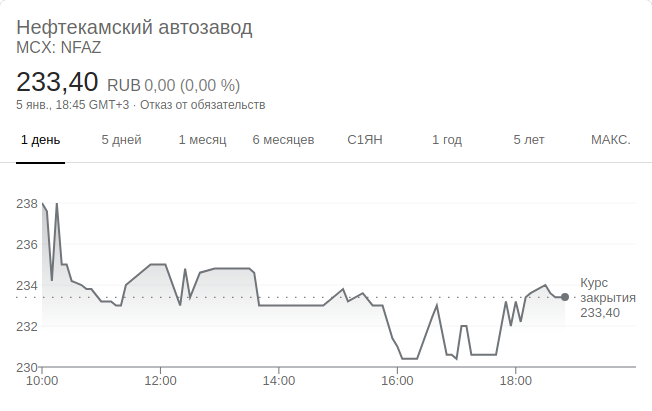 Нефтекамский автозавод
MCX: NFAZ
233,40 RUB 0,00 (0,00 %)
5 янв., 18:45 GMT+3 · Отказ от обязательств
1 день 5 дней 1 месяц 6 месяцев С1ЯН 1 год 5 лет МАКС.
238
236
234
232
230
Курс
закрытия
233,40
10:00 12:00 14:00 16:00 18:00